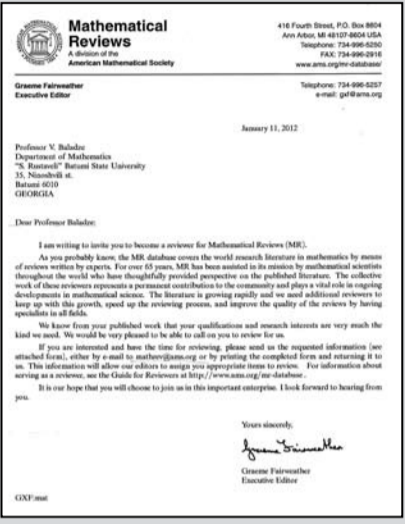 Mathematical
Reviews
A division of the
American Mathematical Society
416 Fourth Street, P.O. Box 8604
Ann Arbor, MI 48107-8604 USA
Telephone: 734-996-5250
FAX: 734-996-2916
www.ams.org/mr-database/
Graeme Fairweather
Executive Editor
Telephone: 734-996-5257
e-mail: gxf@ams.org
January 11, 2012
Professor V. Baladze
Department of Mathematics
"S. Rustaveli" Batumi State University
35, Ninoshvili st.
Batumi 6010
GEORGIA
Dear Professor Baladze:
I am writing to invite you to become a reviewer for Mathematical Reviews (MR).
As you probably know, the MR database covers the world research literature in mathematics by means
of reviews written by experts. For over 65 years, MR has been assisted in its mission by mathematical scientists
throughout the world who have thoughtfully provided perspective on the published literature. The collective
work of these reviewers represents a permanent contribution to the community and plays a vital role in ongoing
developments in mathematical science. The literature is growing rapidly and we need additional reviewers to
keep up with this growth, speed up the reviewing process, and improve the quality of the reviews by having
specialists in all fields.
We know from your published work that your qualifications and research interests are very much the
kind we need. We would be very pleased to be able to call on you to review for us.
If you are interested and have the time for reviewing, please send us the requested information (see
attached form), either by e-mail to mathrev@ams.org or by printing the completed form and returning it to
us. This information will allow our editors to assign you appropriate items to review. For information about
serving as a reviewer, see the Guide for Reviewers at http://www.ams.org/mr-database .
It is our hope that you will choose to join us in this important enterprise. I look forward to hearing from
you.
Yours sincerely,
Graeme Fairweather
Graeme Fairweather
Executive Editor
GXF:mat